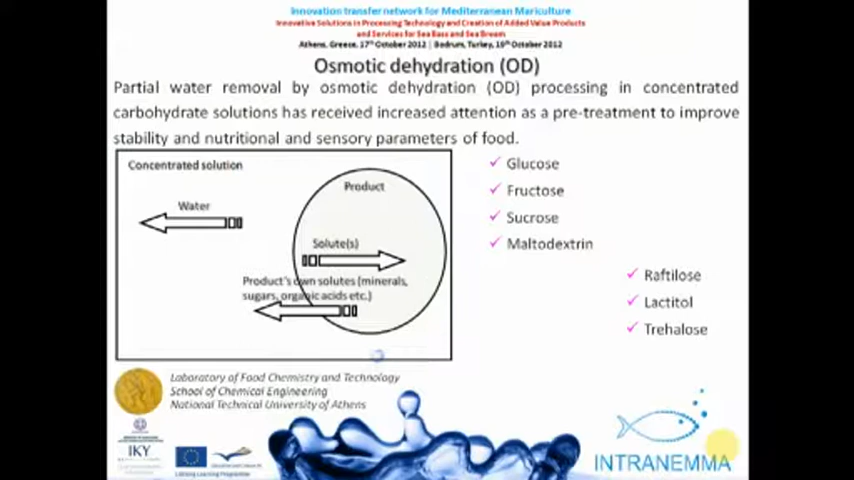 Innovation transfer network for Mediterranean Mariculture
Innovative Solutions in Processing Technology and Creation of Added Value Products
and Services for Sea Bass and Sea Bream
Athens, Greece, 17th October 2012 | Bodrum, Turkey, 19th October 2012
Osmotic dehydration (OD)
Partial water removal by osmotic dehydration (OD) processing in concentrated
carbohydrate solutions has received increased attention as a pre-treatment to improve
stability and nutritional and sensory parameters of food.
Concentrated solution
Product
Water
Solute(s)
Product's own solutes (minerals,
sugars, organic acids etc.)
✓ Glucose
✓ Fructose
✓ Sucrose
✓ Maltodextrin
✓ Raftilose
✓ Lactitol
✓ Trehalose
Laboratory of Food Chemistry and Technology
School of Chemical Engineering
National Technical University of Athens
IKY
Lifelong Learning Programme
INTRANEMMA